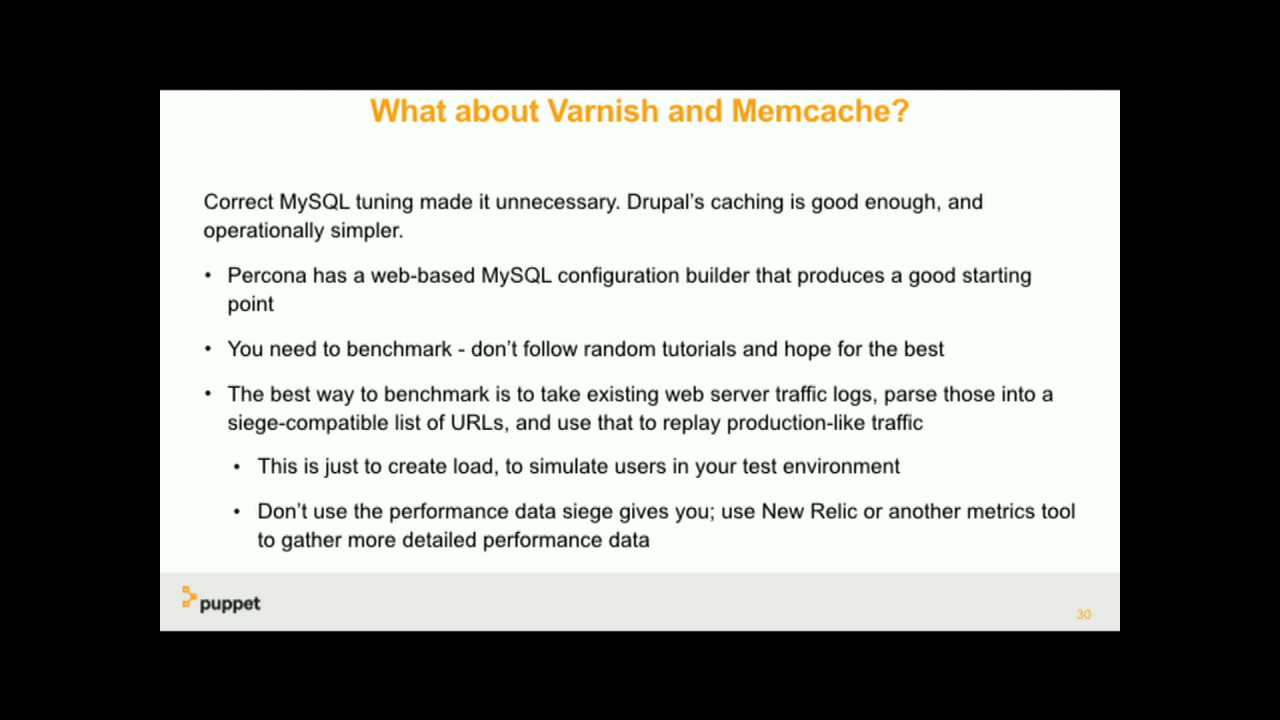 What about Varnish and Memcache?
Correct MySQL tuning made it unnecessary. Drupal’s caching is good enough, and
operationally simpler.
• Percona has a web-based MySQL configuration builder that produces a good starting
point
• You need to benchmark - don’t follow random tutorials and hope for the best
• The best way to benchmark is to take existing web server traffic logs, parse those into a
siege-compatible list of URLs, and use that to replay production-like traffic
• This is just to create load, to simulate users in your test environment
• Don’t use the performance data siege gives you; use New Relic or another metrics tool
to gather more detailed performance data
puppet
30